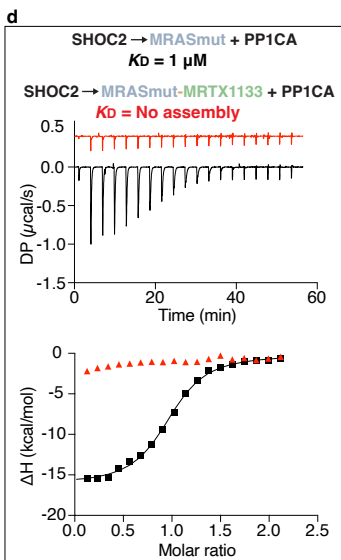 d
SHOC2 → MRASmut + PP1CA
KD = 1 µM
SHOC2 → MRASmut-MRTX1133 + PP1CA
KD = No assembly
0.5
0.0
-0.5
-1.0
-1.5
DP (µcal/s)
0 20 40 60
Time (min)
0
-5
-10
-15
-20
ΔH (kcal/mol)
0.0 0.5 1.0 1.5 2.0 2.5
Molar ratio